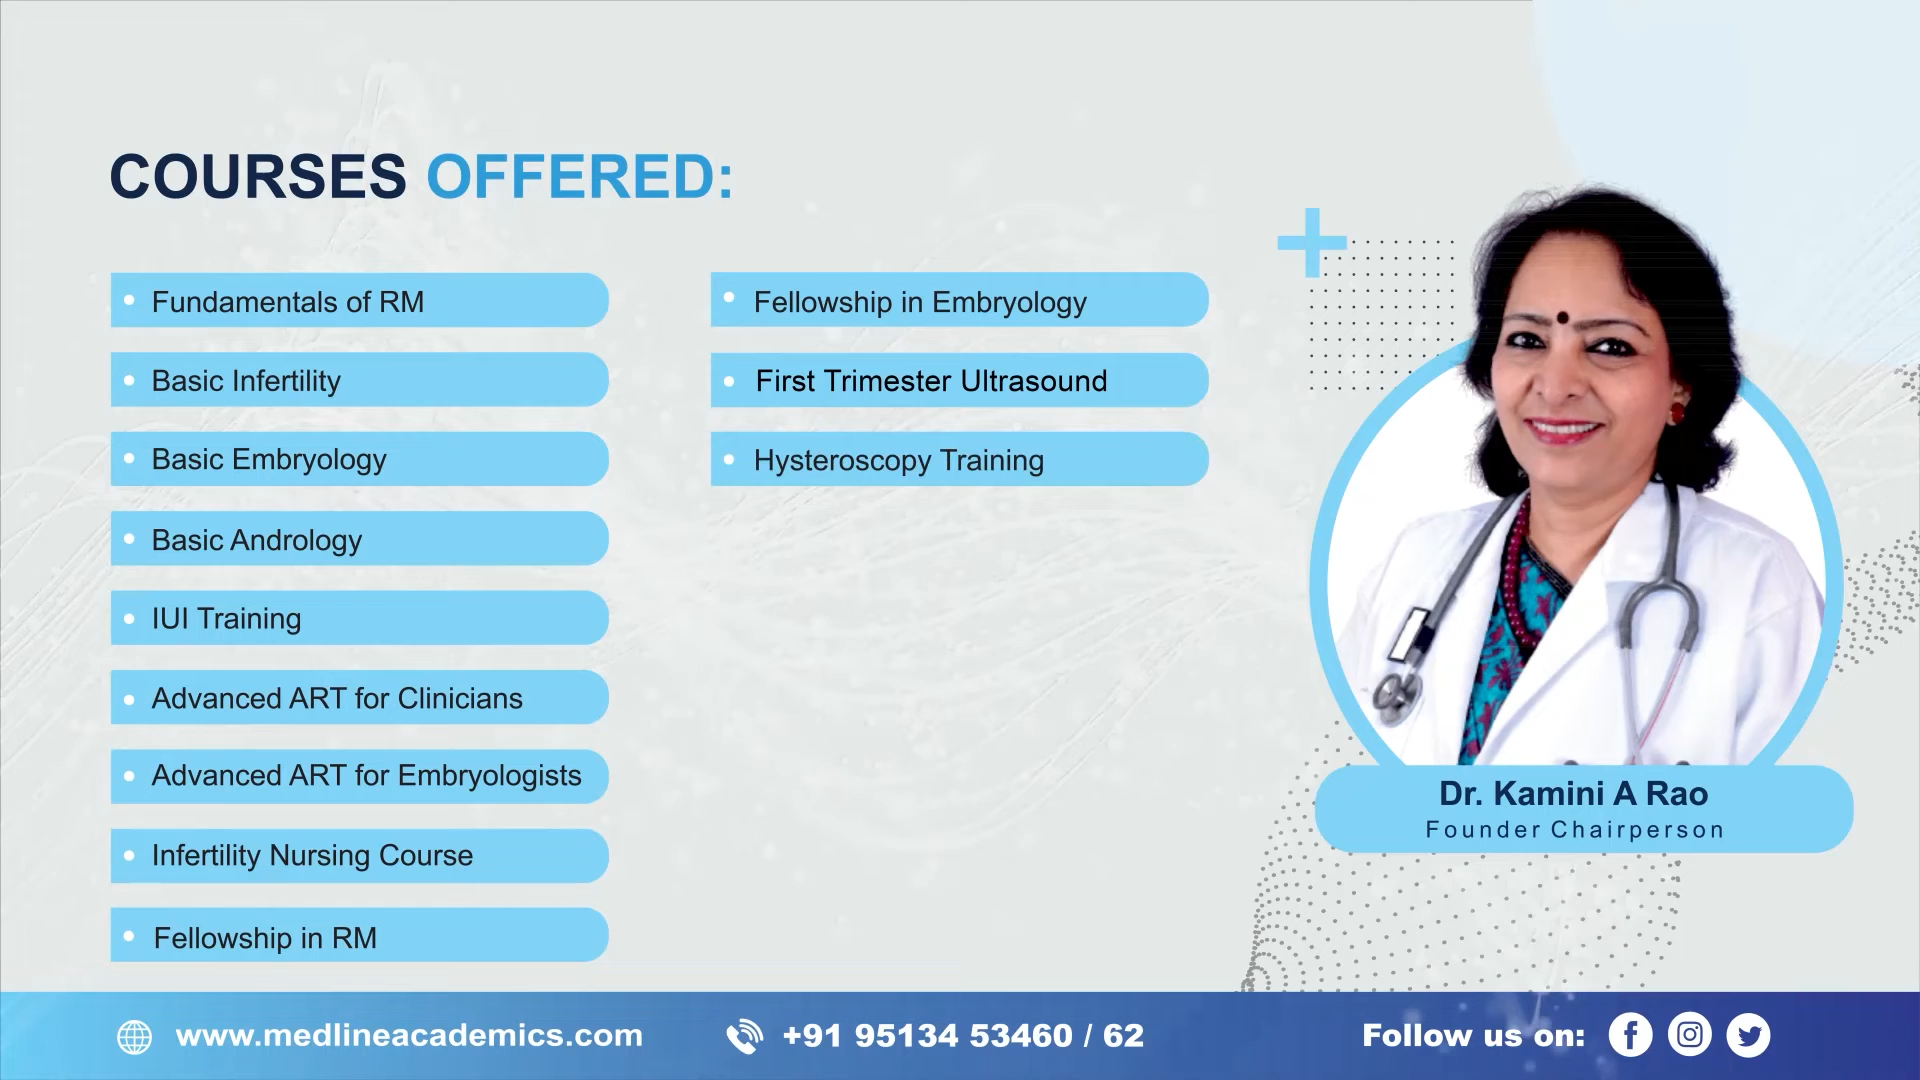 COURSES OFFERED:
Fundamentals of RM
Basic Infertility
Basic Embryology
Basic Andrology
IUI Training
Advanced ART for Clinicians
Advanced ART for Embryologists
Infertility Nursing Course
Fellowship in RM
Fellowship in Embryology
First Trimester Ultrasound
Hysteroscopy Training
Dr. Kamini A Rao
Founder Chairperson
www.medlineacademics.com
+91 95134 53460 / 62
Follow us on: